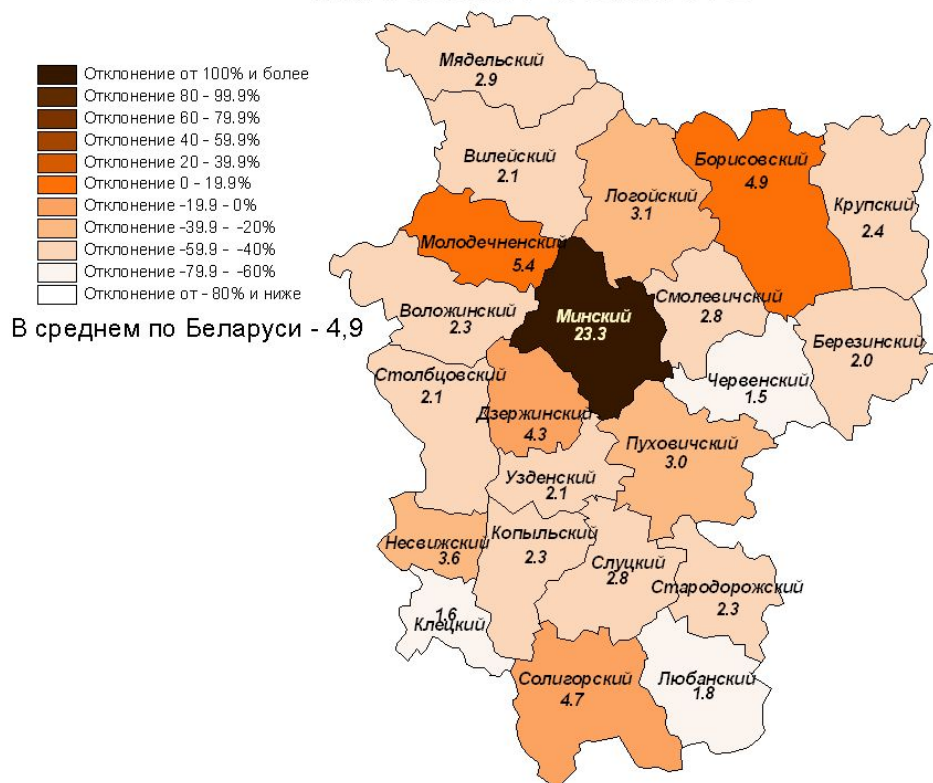 Отклонение от 100% и более
Отклонение 80 - 99.9%
Отклонение 60 - 79.9%
Отклонение 40 - 59.9%
Отклонение 20 - 39.9%
Отклонение 0 - 19.9%
Отклонение -19.9 - 0%
Отклонение -39.9 - -20%
Отклонение -59.9 - -40%
Отклонение -79.9 - -60%
Отклонение от - 80% и ниже
В среднем по Беларуси - 4,9
Мядельский
2.9
Вилейский
2.1
Логойский
3.1
Борисовский
4.9
Крупский
2.4
Молодечненский
5.4
Воложинский
2.3
Минский
23.3
Смолевичский
2.8
Березинский
2.0
Червенский
1.5
Столбцовский
2.1
Дзержинский
4.3
Пуховичский
3.0
Узденский
2.1
Несвижский
3.6
Копыльский
2.3
Слуцкий
2.8
Стародорожский
2.3
1.6
Клецкий
Солигорский
4.7
Любанский
1.8